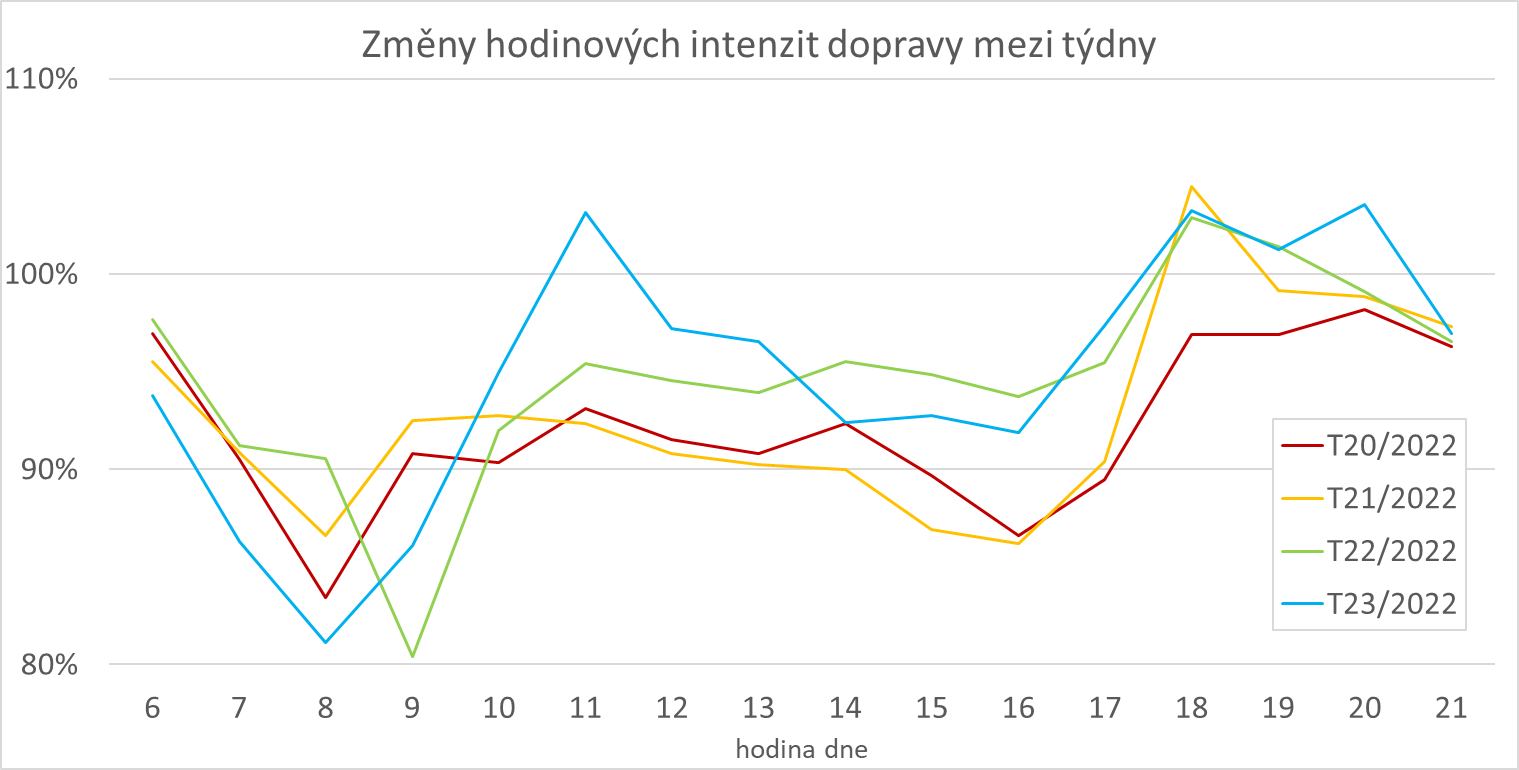 Změny hodinových intenzit dopravy mezi týdny
110%
100%
90%
80%
6 7 8 9 10 11 12 13 14 15 16 17 18 19 20 21
hodina dne
T20/2022
T21/2022
T22/2022
T23/2022